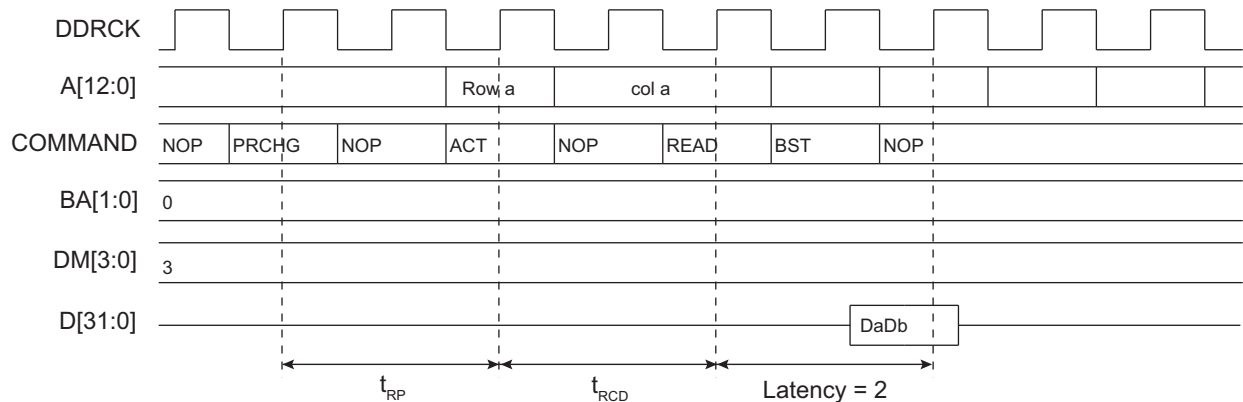 DDRCK
A[12:0] Row a col a
COMMAND NOP PRCHG NOP ACT NOP READ BST NOP
BA[1:0] 0
DM[3:0] 3
D[31:0] DaDb
tRP tRCD Latency = 2